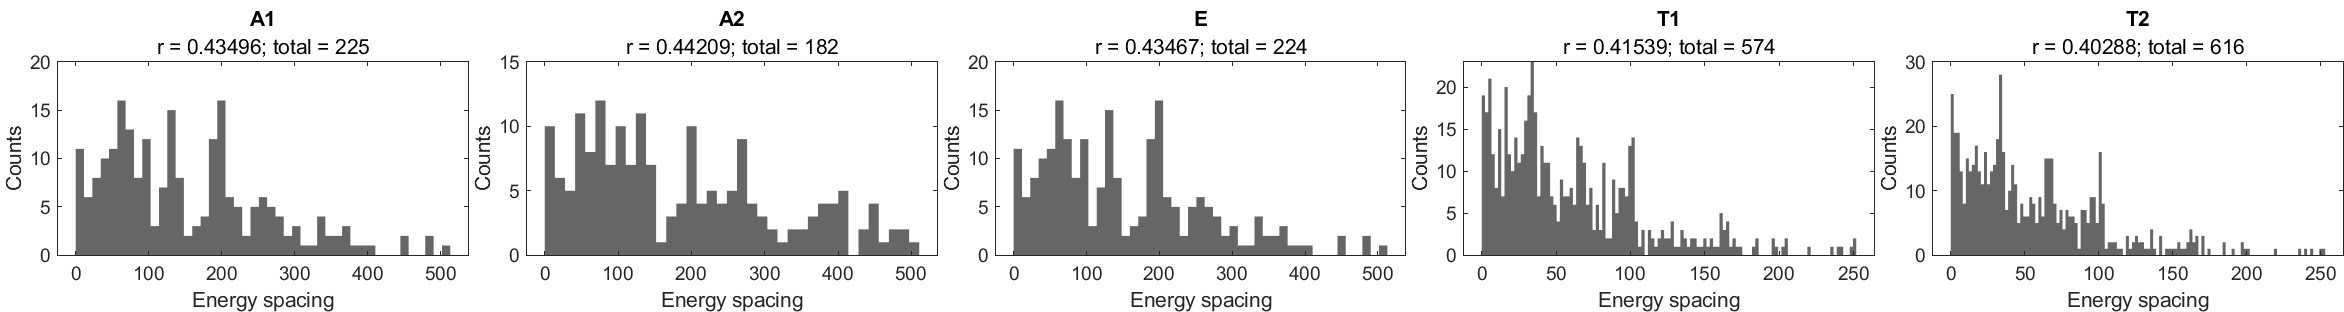 A1
r = 0.43496; total = 225
20
15
10
5
0
Counts
0 100 200 300 400 500
Energy spacing
A2
r = 0.44209; total = 182
15
10
5
0
Counts
0 100 200 300 400 500
Energy spacing
E
r = 0.43467; total = 224
20
15
10
5
0
Counts
0 100 200 300 400 500
Energy spacing
T1
r = 0.41539; total = 574
20
15
10
5
0
Counts
0 50 100 150 200 250
Energy spacing
T2
r = 0.40288; total = 616
30
20
10
0
Counts
0 50 100 150 200 250
Energy spacing